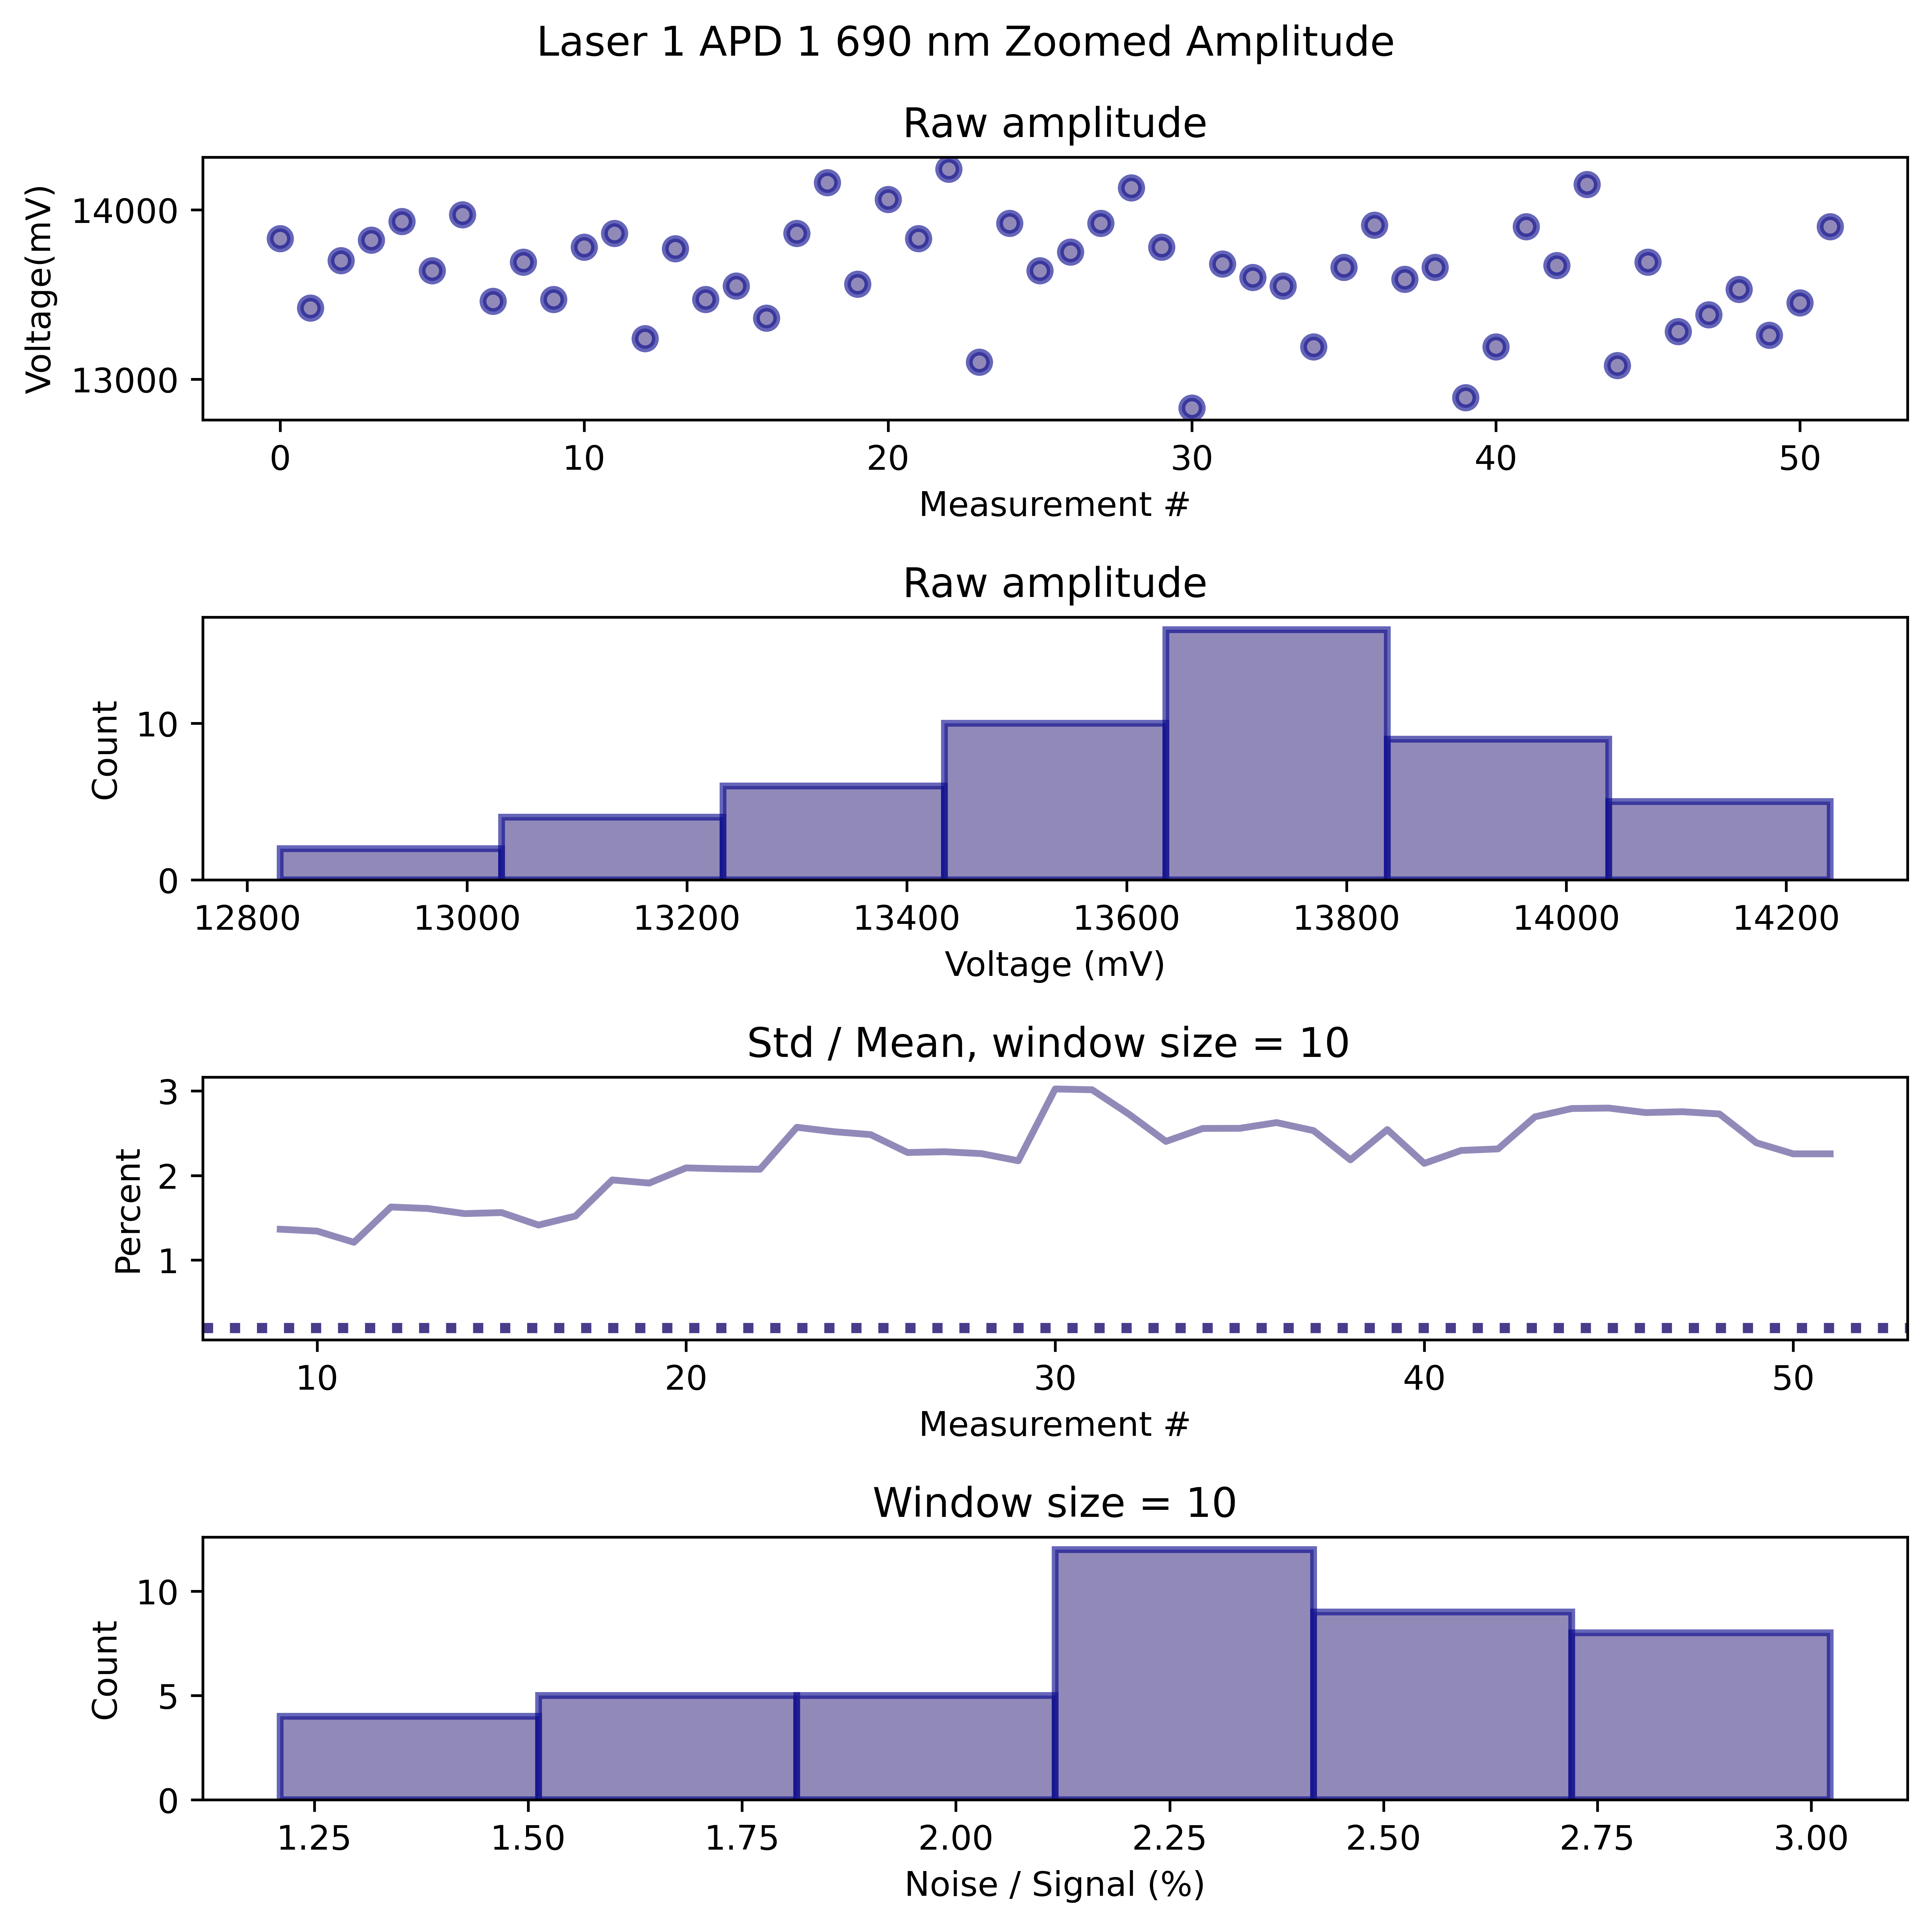 Laser 1 APD 1 690 nm Zoomed Amplitude
Raw amplitude
Voltage(mV)
14000
13000
0 10 20 30 40 50
Measurement #
Raw amplitude
Count
10
0
12800 13000 13200 13400 13600 13800 14000 14200
Voltage (mV)
Std / Mean, window size = 10
Percent
3
2
1
10 20 30 40 50
Measurement #
Window size = 10
Count
10
5
0
1.25 1.50 1.75 2.00 2.25 2.50 2.75 3.00
Noise / Signal (%)